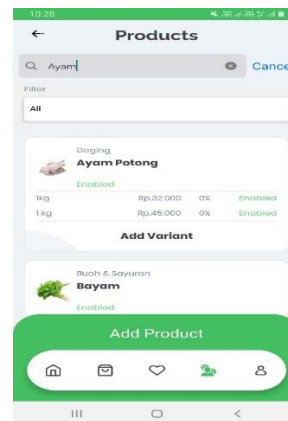 10:28
Products
Ayam
Cance
Filter
All
Daging
Ayam Potong
Enabled
1kg Rp.32,000 0% Enabled
1 kg Rp.45,000 0% Enabled
Add Variant
Buah & Sayuran
Bayam
Enabled
Add Product